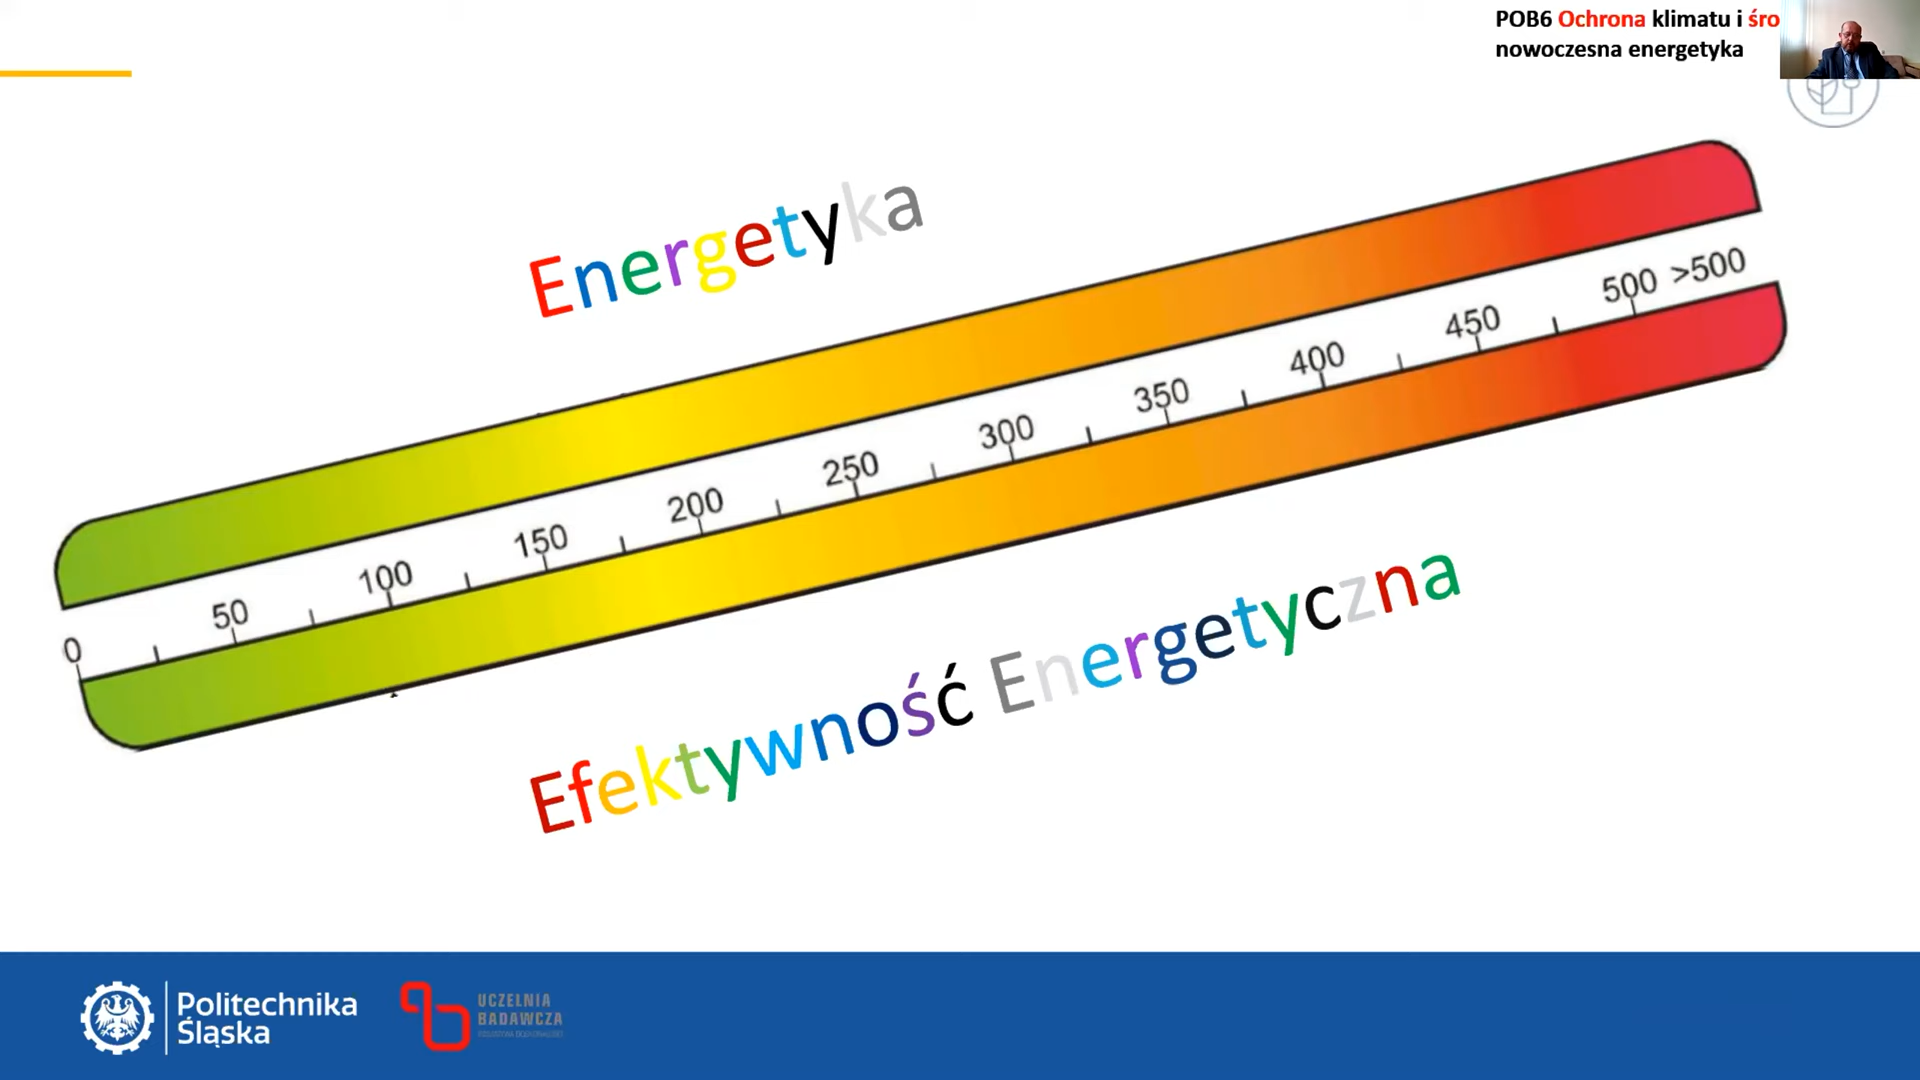 POB6 Ochrona klimatu i śro
nowoczesna energetyka
Energetyka
0 50 100 150 200 250 300 350 400 450 500 >500
Efektywność Energetyczna
Politechnika
Śląska
UCZELNIA
BADAWCZA